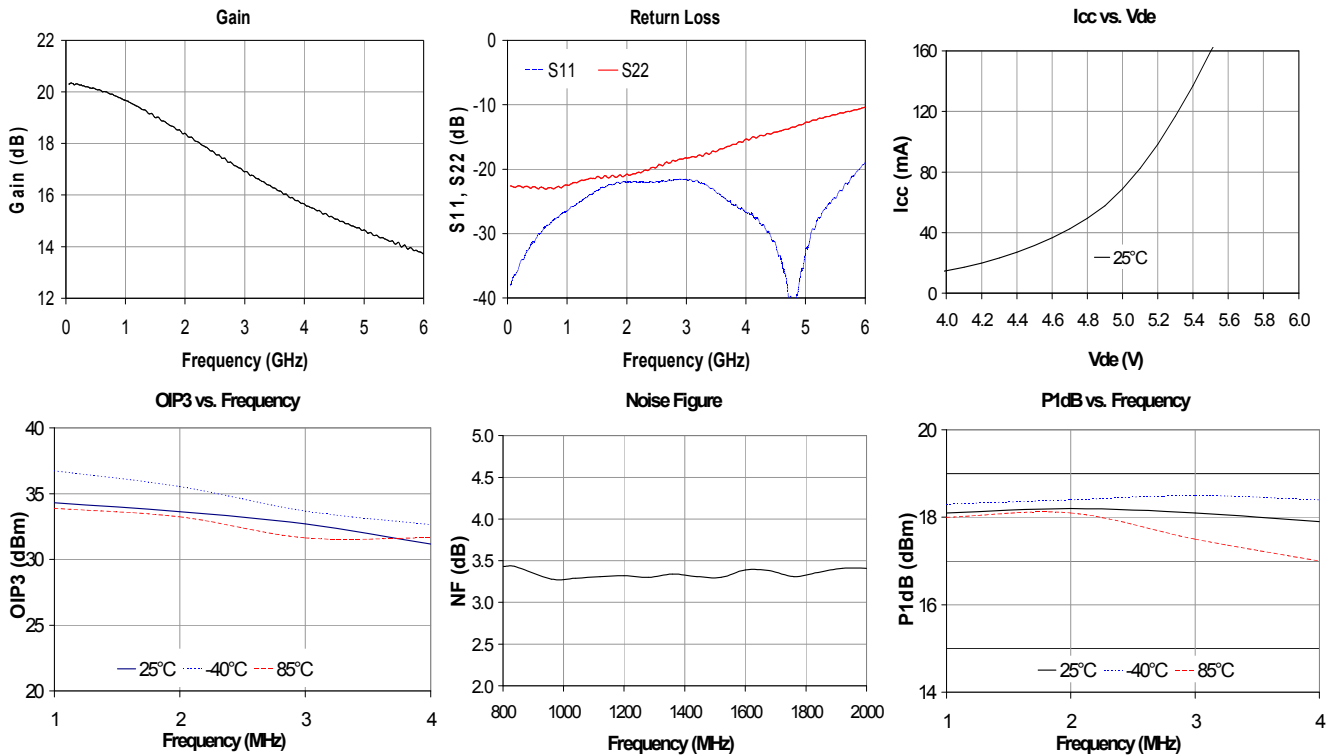 Gain
22
20
18
16
14
12
Gain (dB)
0 1 2 3 4 5 6
Frequency (GHz)
Return Loss
S11 S22
0
-10
-20
-30
-40
S11, S22 (dB)
0 1 2 3 4 5 6
Frequency (GHz)
Icc vs. Vde
160
120
80
40
0
Icc (mA)
25°C
4.0 4.2 4.4 4.6 4.8 5.0 5.2 5.4 5.6 5.8 6.0
Vde (V)
OIP3 vs. Frequency
40
35
30
25
20
OIP3 (dBm)
25°C -40°C 85°C
1 2 3 4
Frequency (MHz)
Noise Figure
5.0
4.5
4.0
3.5
3.0
2.5
2.0
NF (dB)
800 1000 1200 1400 1600 1800 2000
Frequency (MHz)
P1dB vs. Frequency
20
18
16
14
P1dB (dBm)
25°C -40°C 85°C
1 2 3 4
Frequency (MHz)